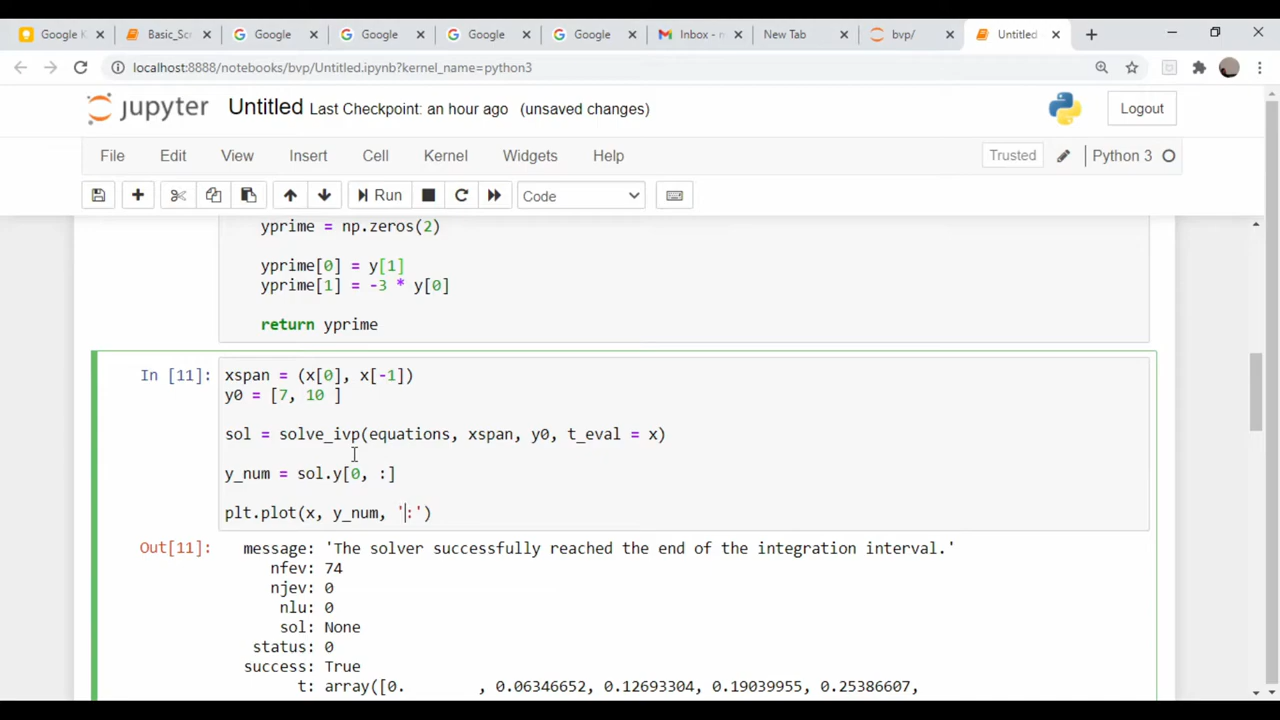 Google K
Basic_Scr
Google
Google
Google
Google
Inbox - n
New Tab
bvp/
Untitled
localhost:8888/notebooks/bvp/Untitled.ipynb?kernel_name=python3
jupyter Untitled Last Checkpoint: an hour ago (unsaved changes)
Logout
File Edit View Insert Cell Kernel Widgets Help
Trusted Python 3
Run Code
yprime = np.zeros(2)
yprime[0] = y[1]
yprime[1] = -3 * y[0]
return yprime
In [11]:
xspan = (x[0], x[-1])
y0 = [7, 10 ]
sol = solve_ivp(equations, xspan, y0, t_eval = x)
y_num = sol.y[0, :]
plt.plot(x, y_num, ':')
Out[11]:
message: 'The solver successfully reached the end of the integration interval.'
nfev: 74
njev: 0
nlu: 0
sol: None
status: 0
success: True
t: array([0. , 0.06346652, 0.12693304, 0.19039955, 0.25386607,